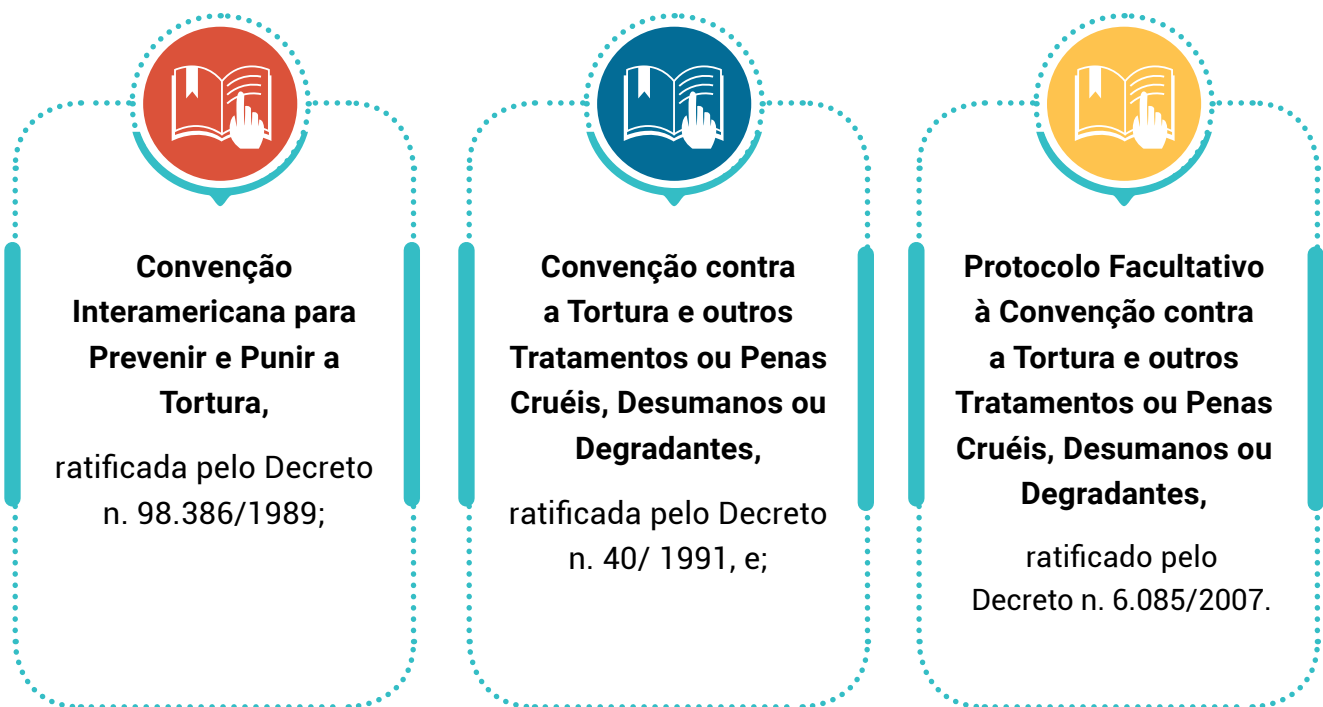 Convenção
Interamericana para
Prevenir e Punir a
Tortura,
ratificada pelo Decreto
n. 98.386/1989;
Convenção contra
a Tortura e outros
Tratamentos ou Penas
Cruéis, Desumanos ou
Degradantes,
ratificada pelo Decreto
n. 40/ 1991, e;
Protocolo Facultativo
à Convenção contra
a Tortura e outros
Tratamentos ou Penas
Cruéis, Desumanos ou
Degradantes,
ratificado pelo
Decreto n. 6.085/2007.